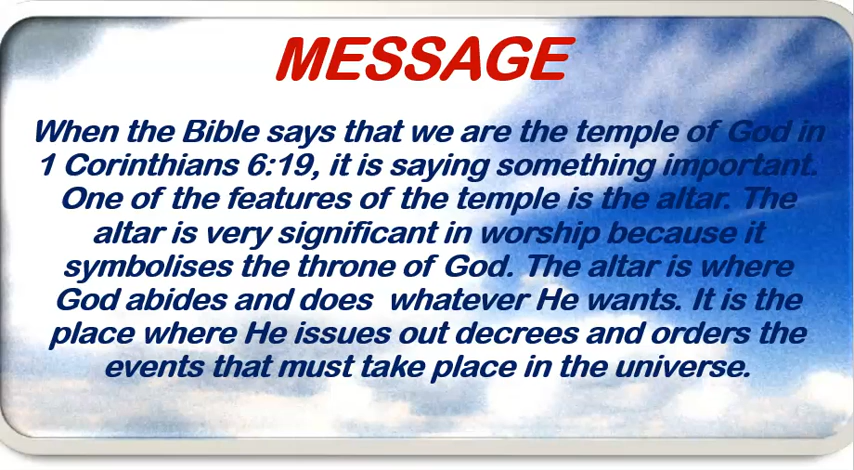 MESSAGE
When the Bible says that we are the temple of God in
1 Corinthians 6:19, it is saying something important.
One of the features of the temple is the altar. The
altar is very significant in worship because it
symbolises the throne of God. The altar is where
God abides and does  whatever He wants. It is the
place where He issues out decrees and orders the
events that must take place in the universe.